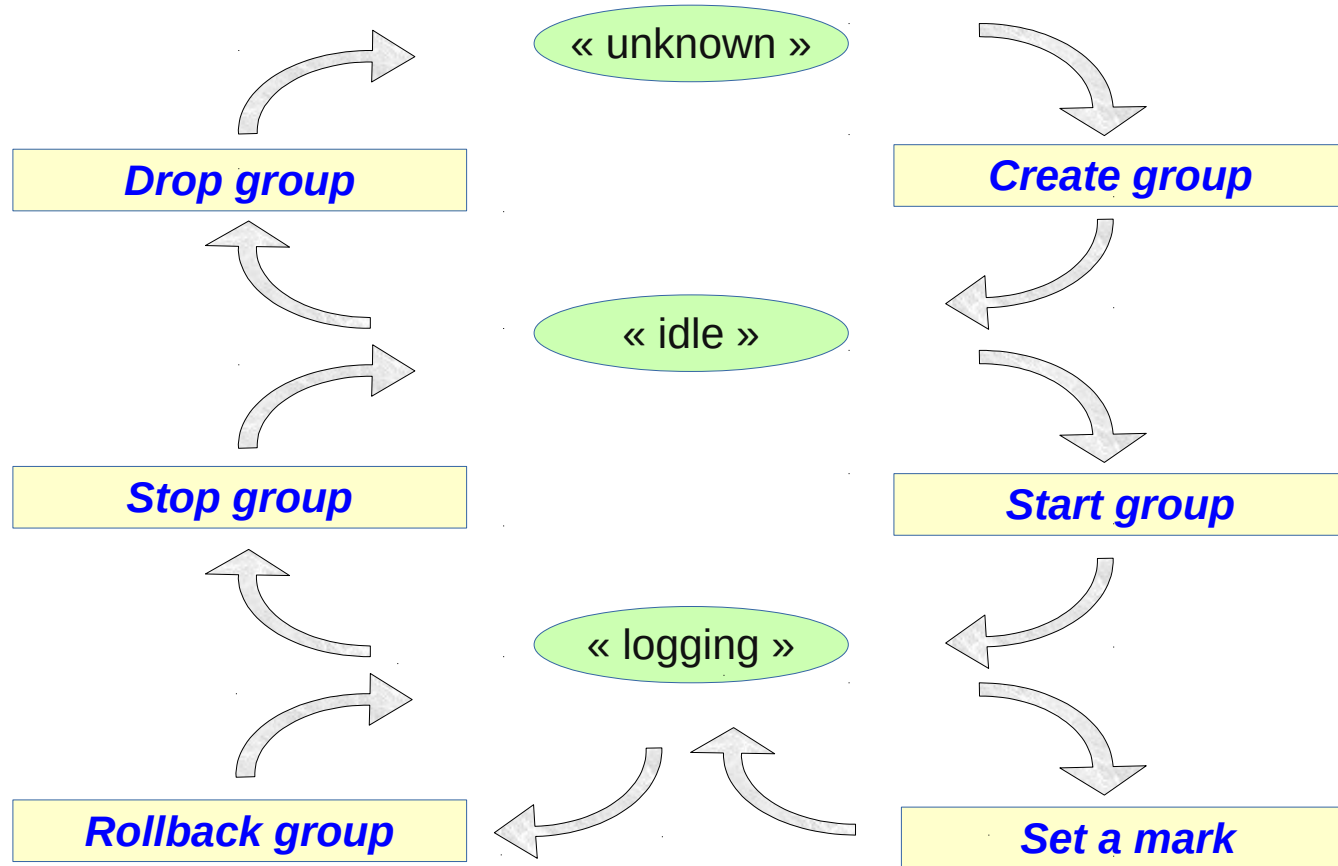 « unknown »
Drop group
Create group
« idle »
Stop group
Start group
« logging »
Rollback group
Set a mark